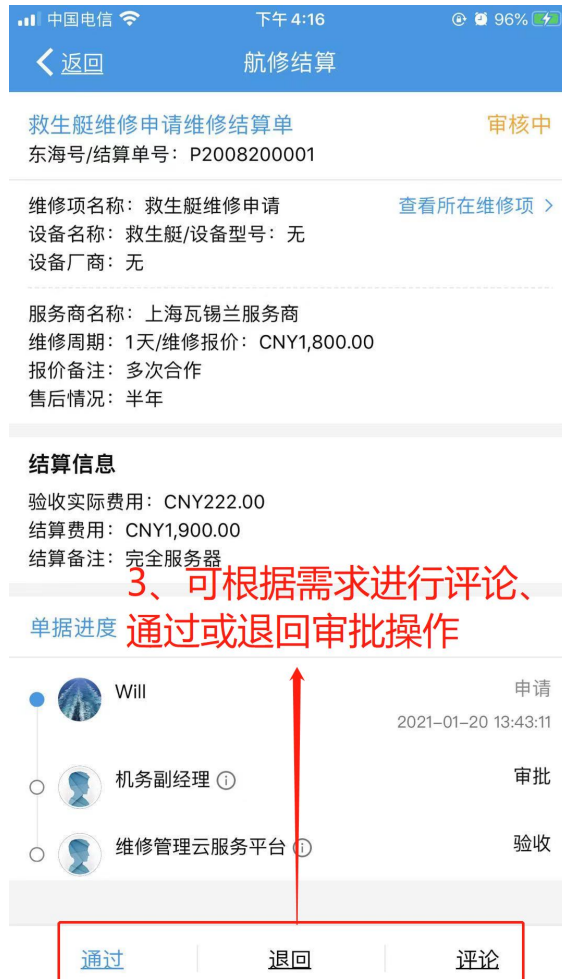 中国电信 下午4:16 96%
返回 航修结算
救生艇维修申请维修结算单 审核中
东海号/结算单号：P2008200001
维修项名称：救生艇维修申请 查看所在维修项
设备名称：救生艇/设备型号：无
设备厂商：无
服务商名称：上海瓦锡兰服务商
维修周期：1天/维修报价：CNY1,800.00
报价备注：多次合作
售后情况：半年
结算信息
验收实际费用：CNY222.00
结算费用：CNY1,900.00
结算备注：完全服务器
3、可根据需求进行评论、
单据进度 通过或退回审批操作
Will 申请
2021-01-20 13:43:11
机务副经理 审批
维修管理云服务平台 验收
通过 退回 评论